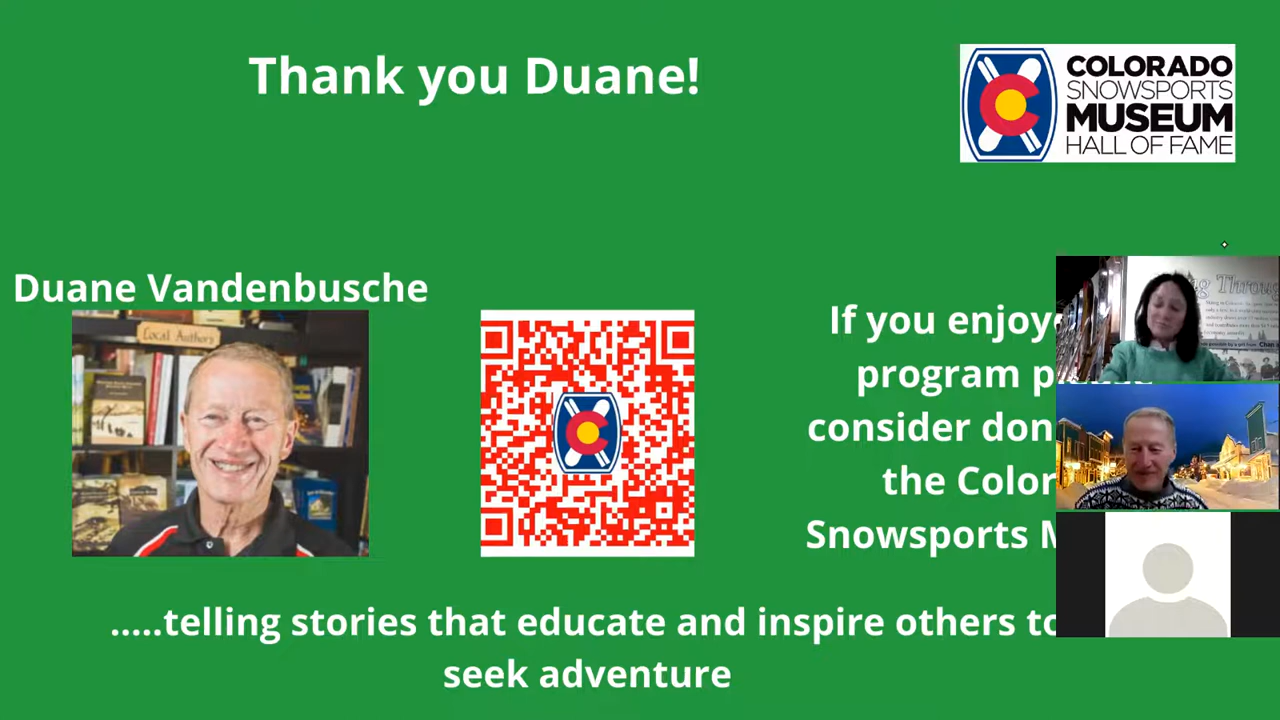 Thank you Duane!
COLORADO
SNOWSPORTS
MUSEUM
HALL OF FAME
Duane Vandenbusche
Local Authors
If you enjoy
program p
consider don
the Color
Snowsports M
.....telling stories that educate and inspire others to
seek adventure